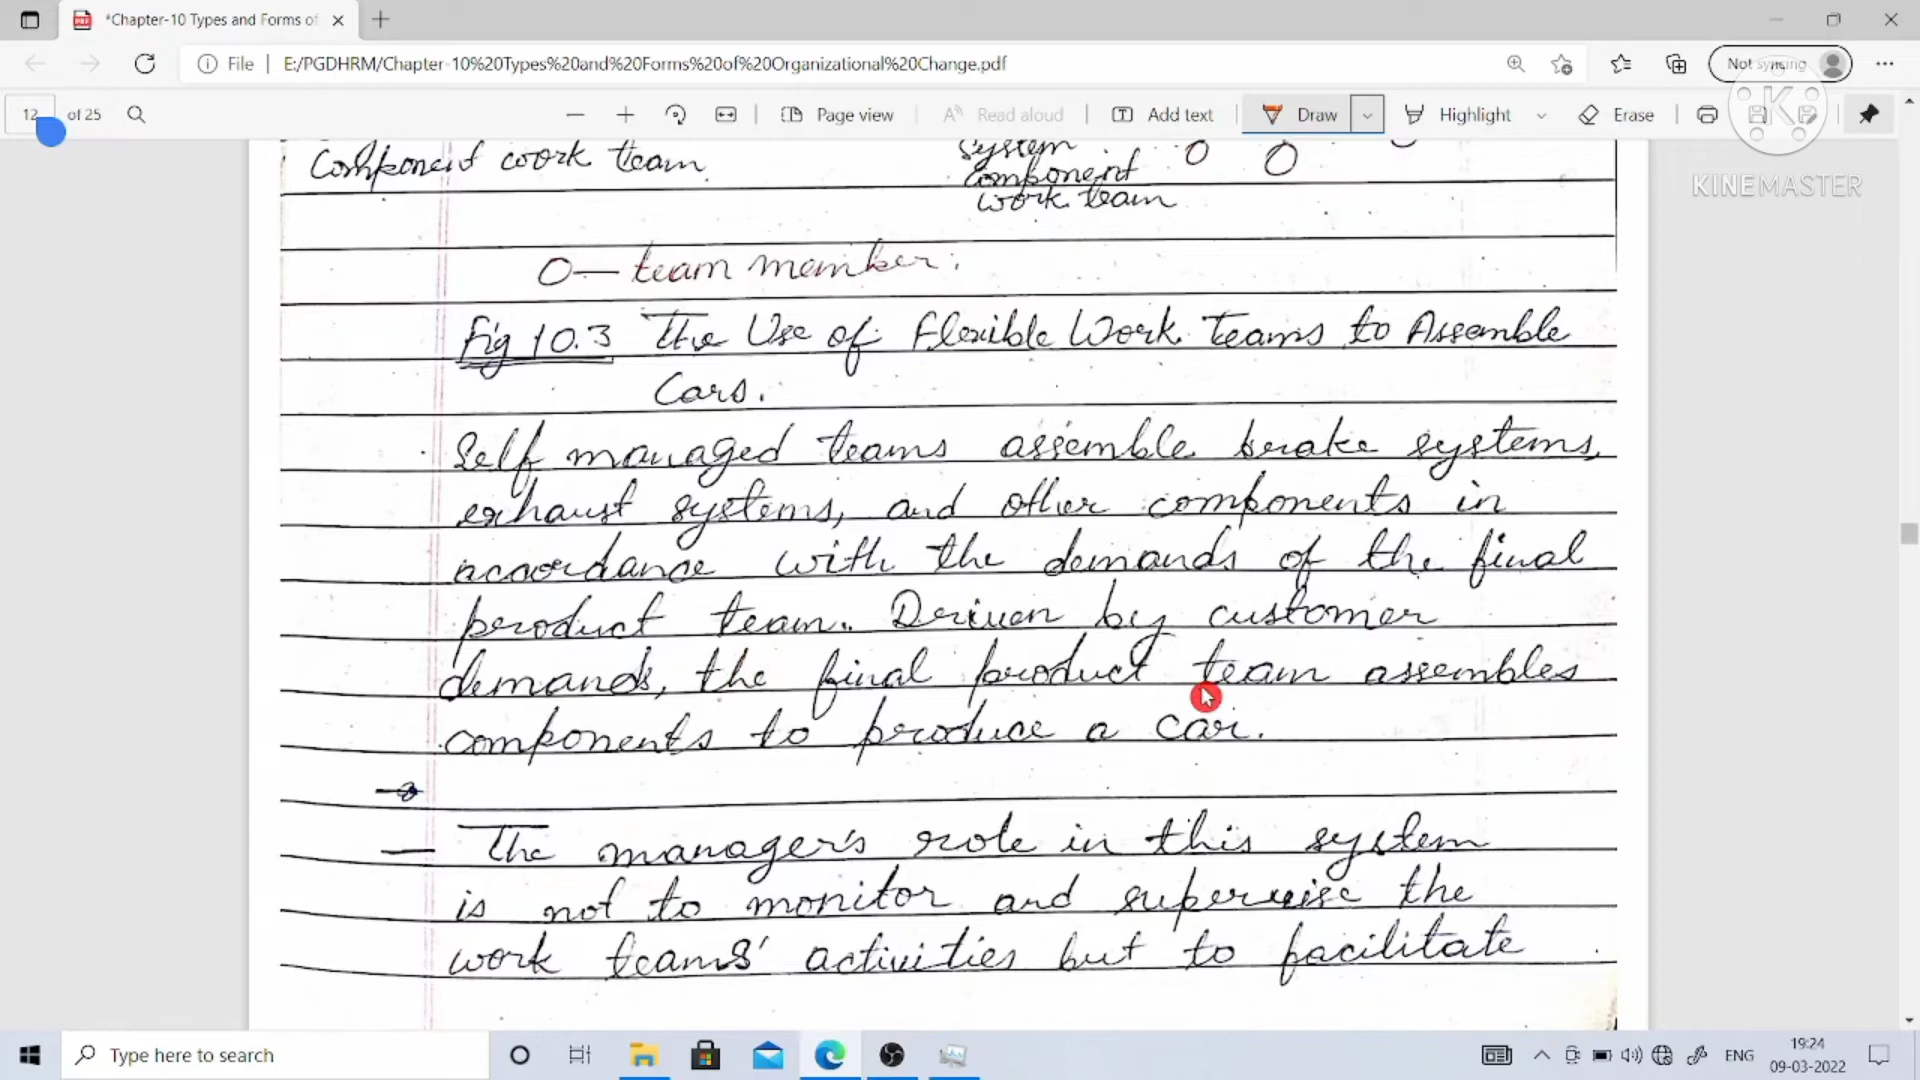 *Chapter-10 Types and Forms of
File E:/PGDHRM/Chapter-10%20Types%20and%20Forms%20of%20Organizational%20Change.pdf Not syncing
12 of 25 Page view Read aloud Add text Draw Highlight Erase
K
KINEMASTER
Component work team.
system
component
work team
O— team member.
Fig 10.3 The Use of Flexible Work Teams to Assemble
Cars.
Self managed teams assemble brake systems,
exhaust systems, and other components in
accordance with the demands of the final
product team. Driven by customer
demands, the final product team assembles
components to produce a car.
— The manager's role in this system
is not to monitor and supervise the
work teams' activities but to facilitate
Type here to search
ENG
19:24
09-03-2022